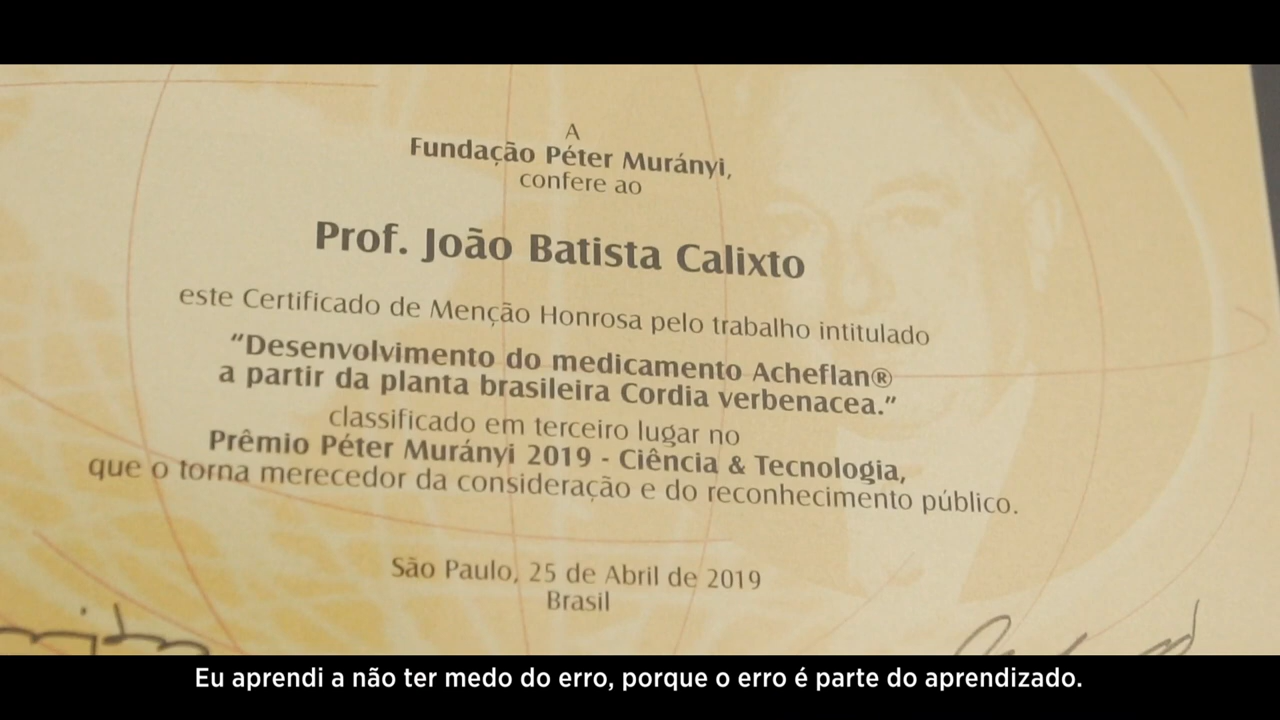 A
Fundação Péter Murányi,
confere ao
Prof. João Batista Calixto
este Certificado de Menção Honrosa pelo trabalho intitulado
“Desenvolvimento do medicamento Acheflan®
a partir da planta brasileira Cordia verbenacea.”
classificado em terceiro lugar no
Prêmio Péter Murányi 2019 - Ciência & Tecnologia,
que o torna merecedor da consideração e do reconhecimento público.
São Paulo, 25 de Abril de 2019
Brasil
Eu aprendi a não ter medo do erro, porque o erro é parte do aprendizado.